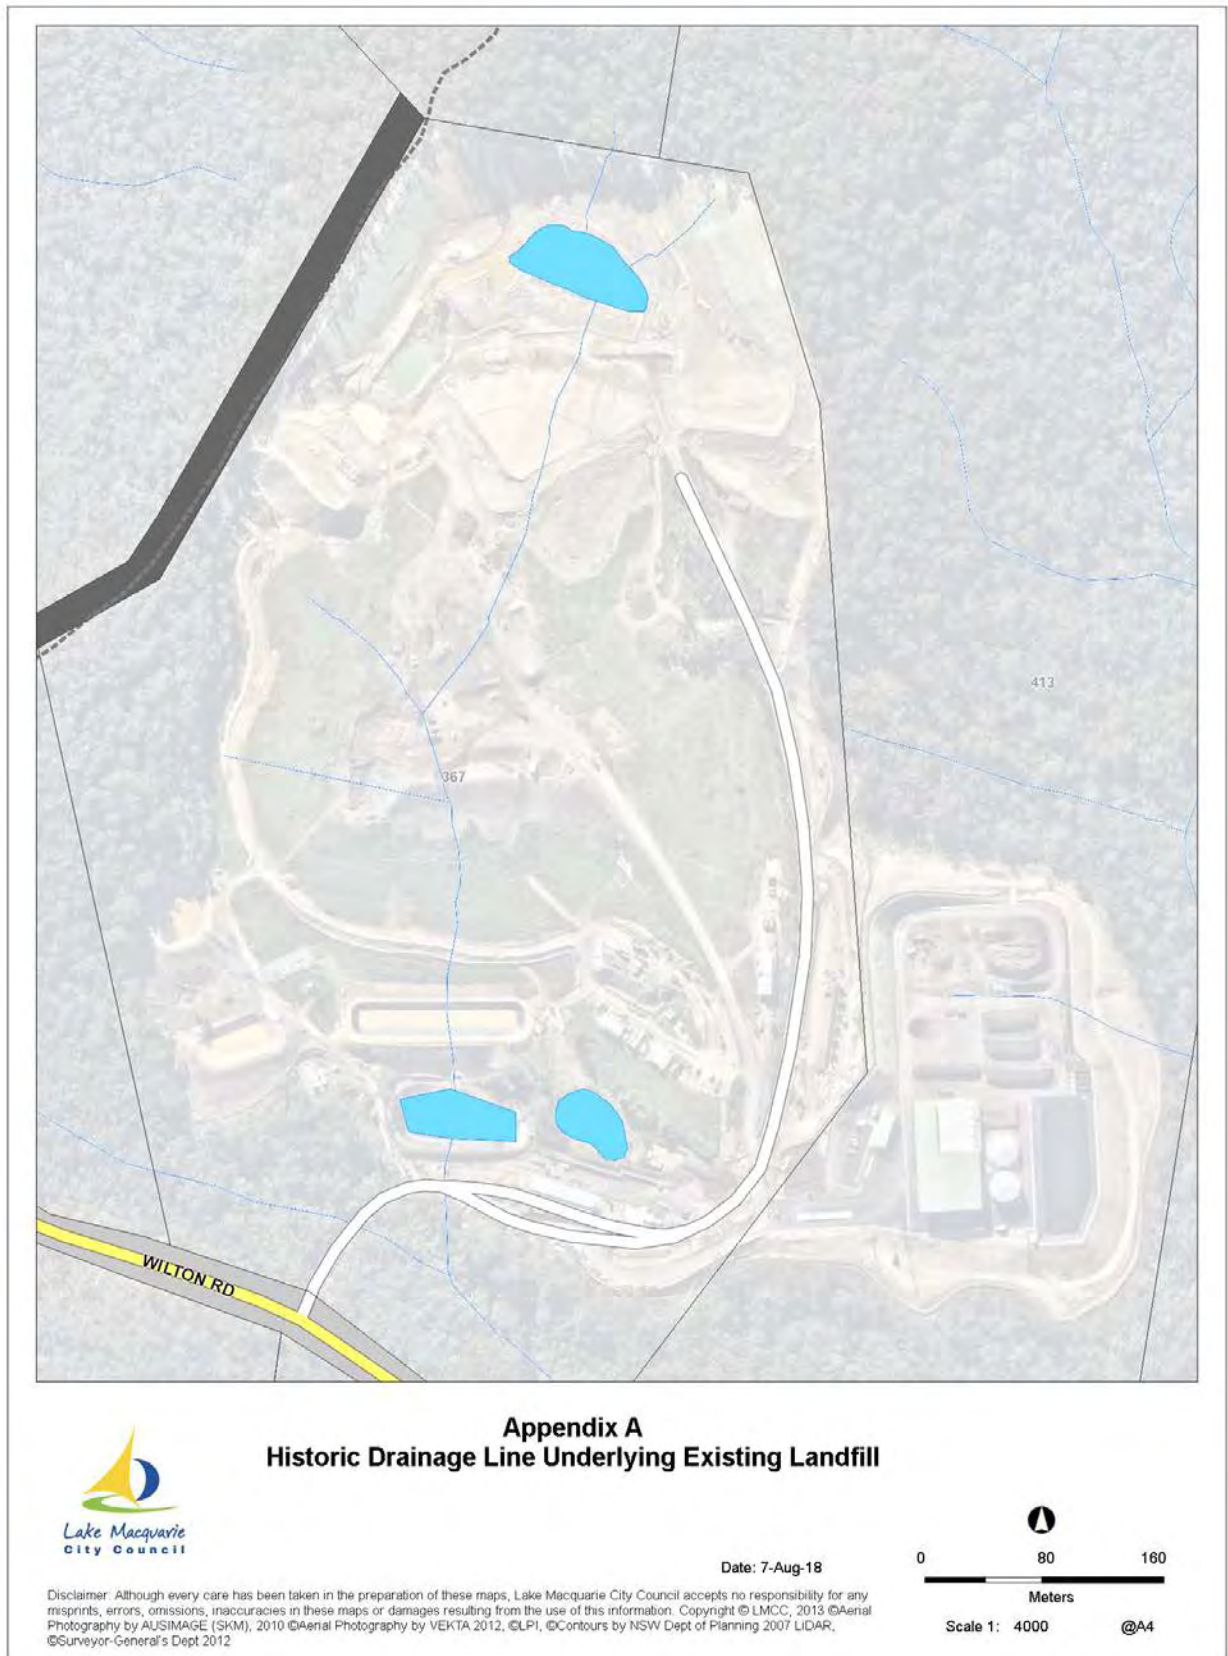 413
367
WILTON RD
Appendix A
Historic Drainage Line Underlying Existing Landfill
Lake Macquarie
City Council
Date: 7-Aug-18
0 80 160
Meters
Scale 1: 4000 @A4
Disclaimer: Although every care has been taken in the preparation of these maps, Lake Macquarie City Council accepts no responsibility for any
misprints, errors, omissions, inaccuracies in these maps or damages resulting from the use of this information. Copyright © LMCC, 2013 ©Aerial
Photography by AUSIMAGE (SKM), 2010 ©Aerial Photography by VEKTA 2012, ©LPI, ©Contours by NSW Dept of Planning 2007 LIDAR,
©Surveyor-General's Dept 2012